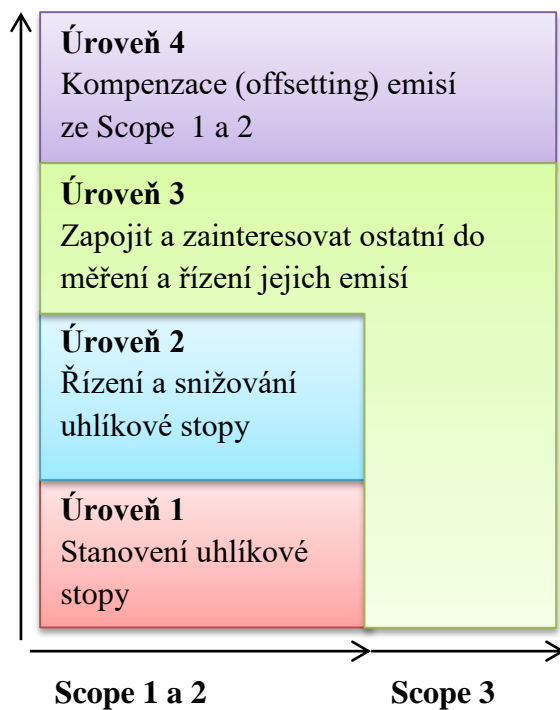 Úroveň 4
Kompenzace (offsetting) emisí
ze Scope 1 a 2
Úroveň 3
Zapojit a zainteresovat ostatní do
měření a řízení jejich emisí
Úroveň 2
Řízení a snižování
uhlíkové stopy
Úroveň 1
Stanovení uhlíkové
stopy
Scope 1 a 2
Scope 3